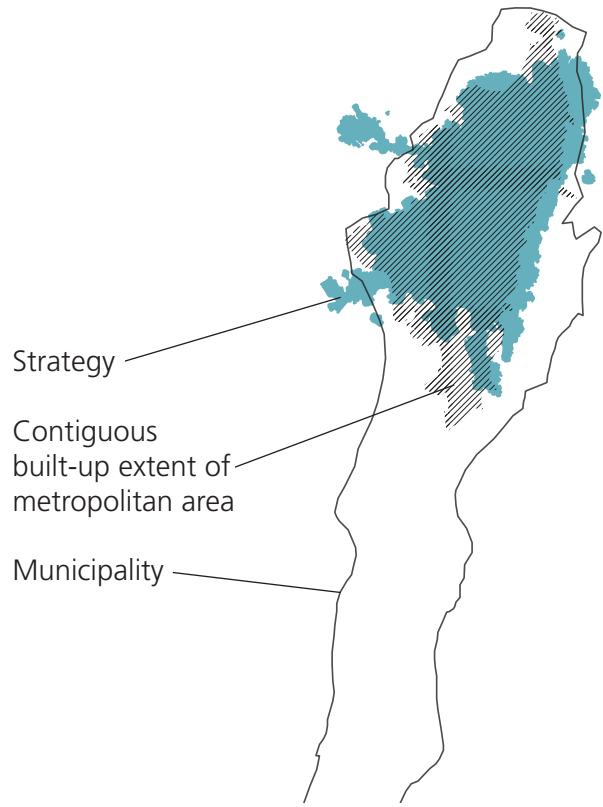 Strategy
Contiguous
built-up extent of
metropolitan area
Municipality